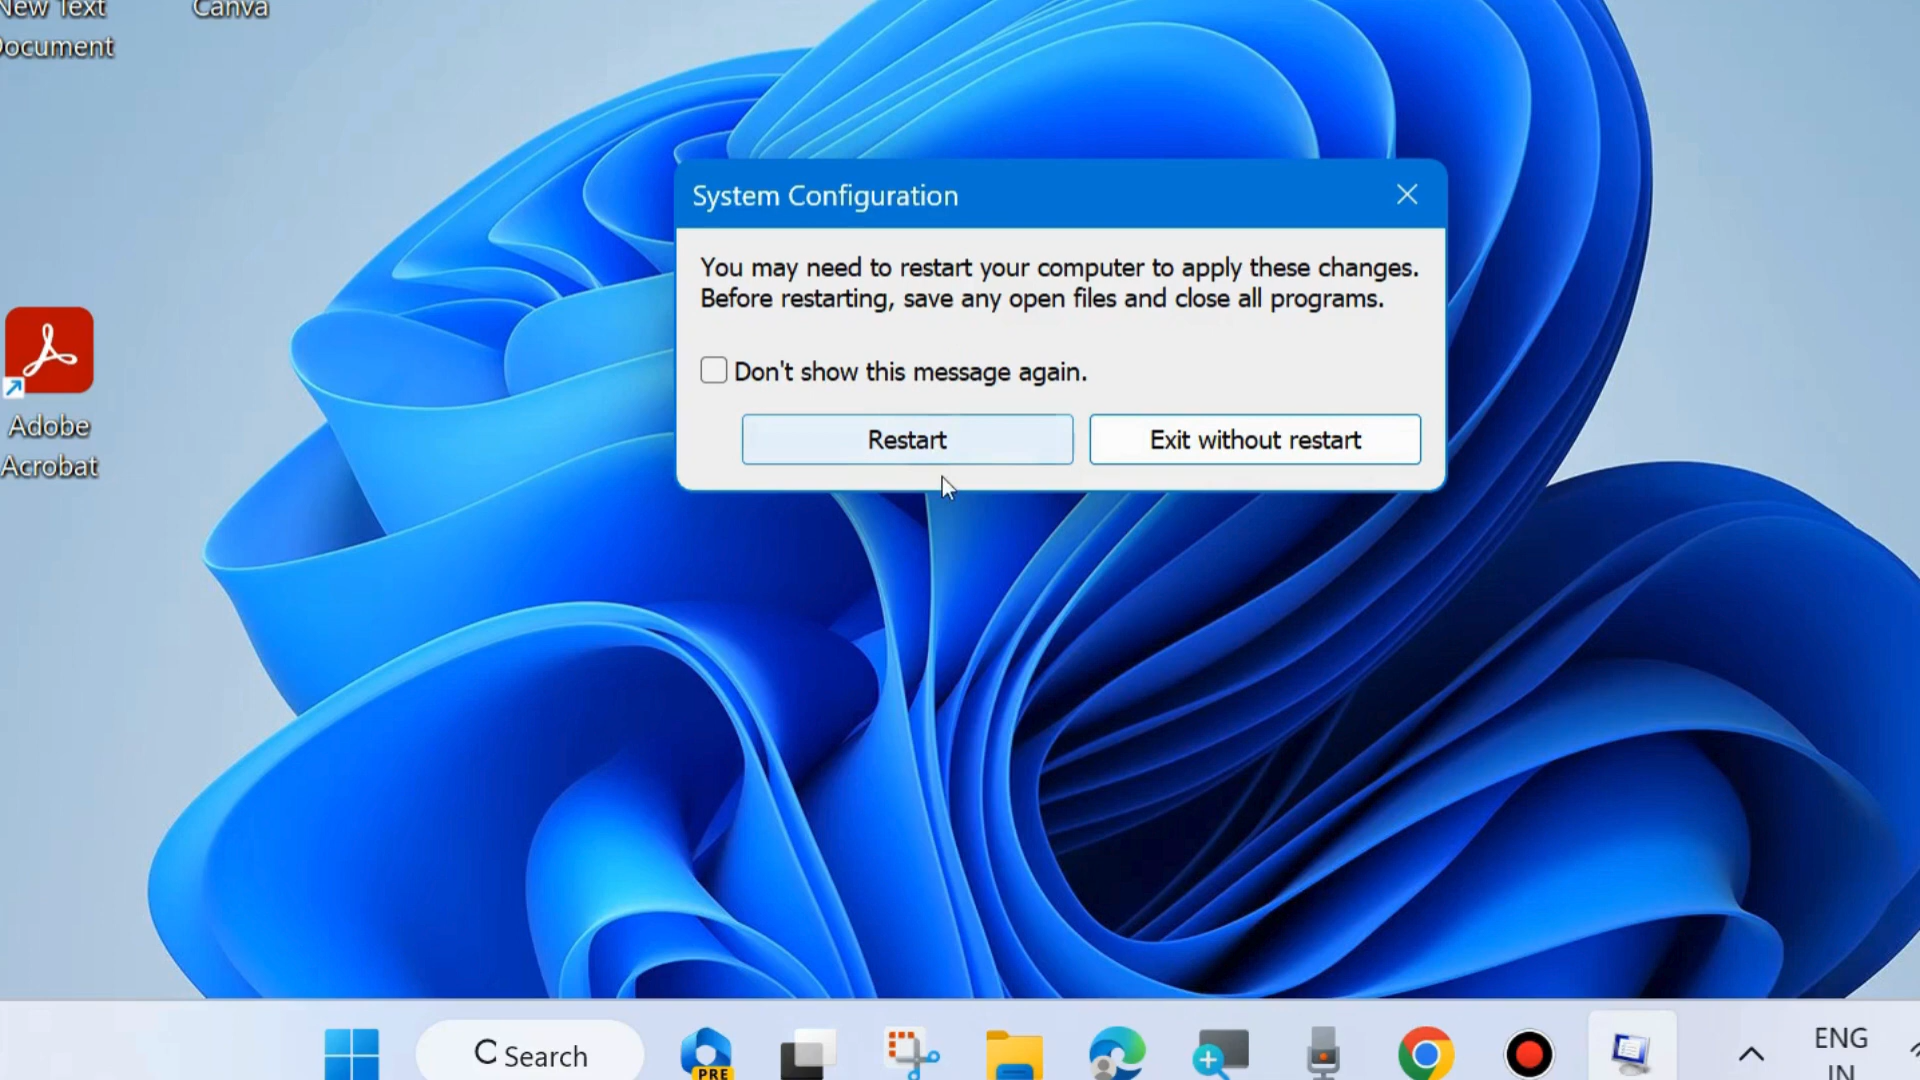 New Text
Document
Canva
System Configuration
You may need to restart your computer to apply these changes.
Before restarting, save any open files and close all programs.
Don't show this message again.
Restart
Exit without restart
Adobe
Acrobat
Search
PRE
ENG
IN